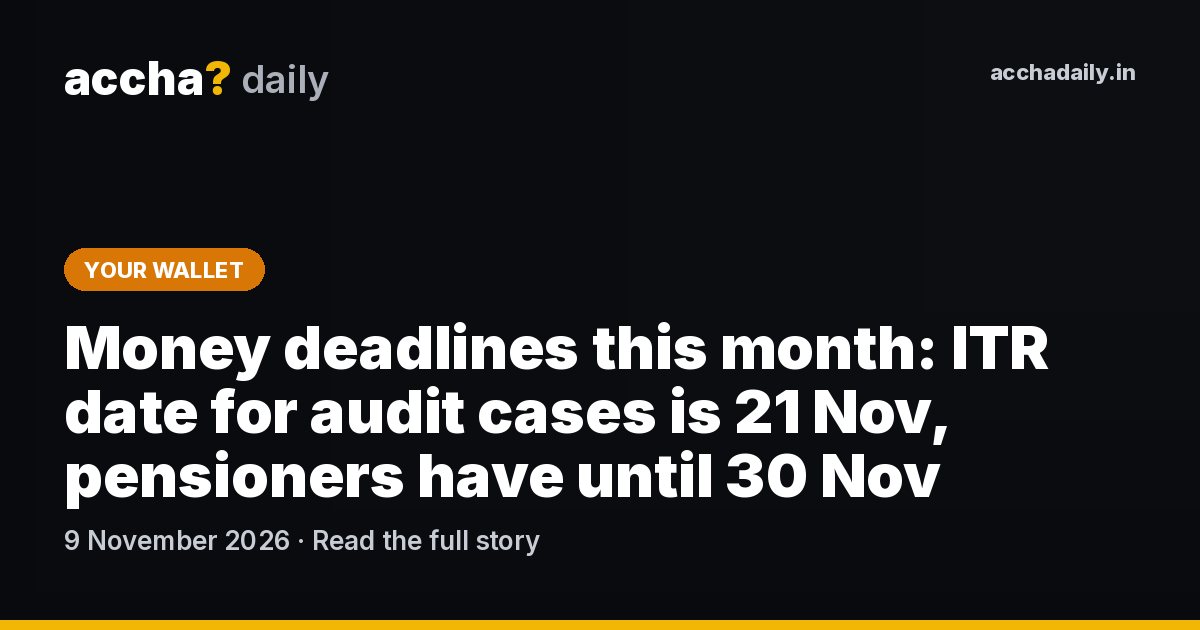 accha? daily
acchadaily.in
YOUR WALLET
Money deadlines this month: ITR
date for audit cases is 21 Nov,
pensioners have until 30 Nov
9 November 2026 · Read the full story